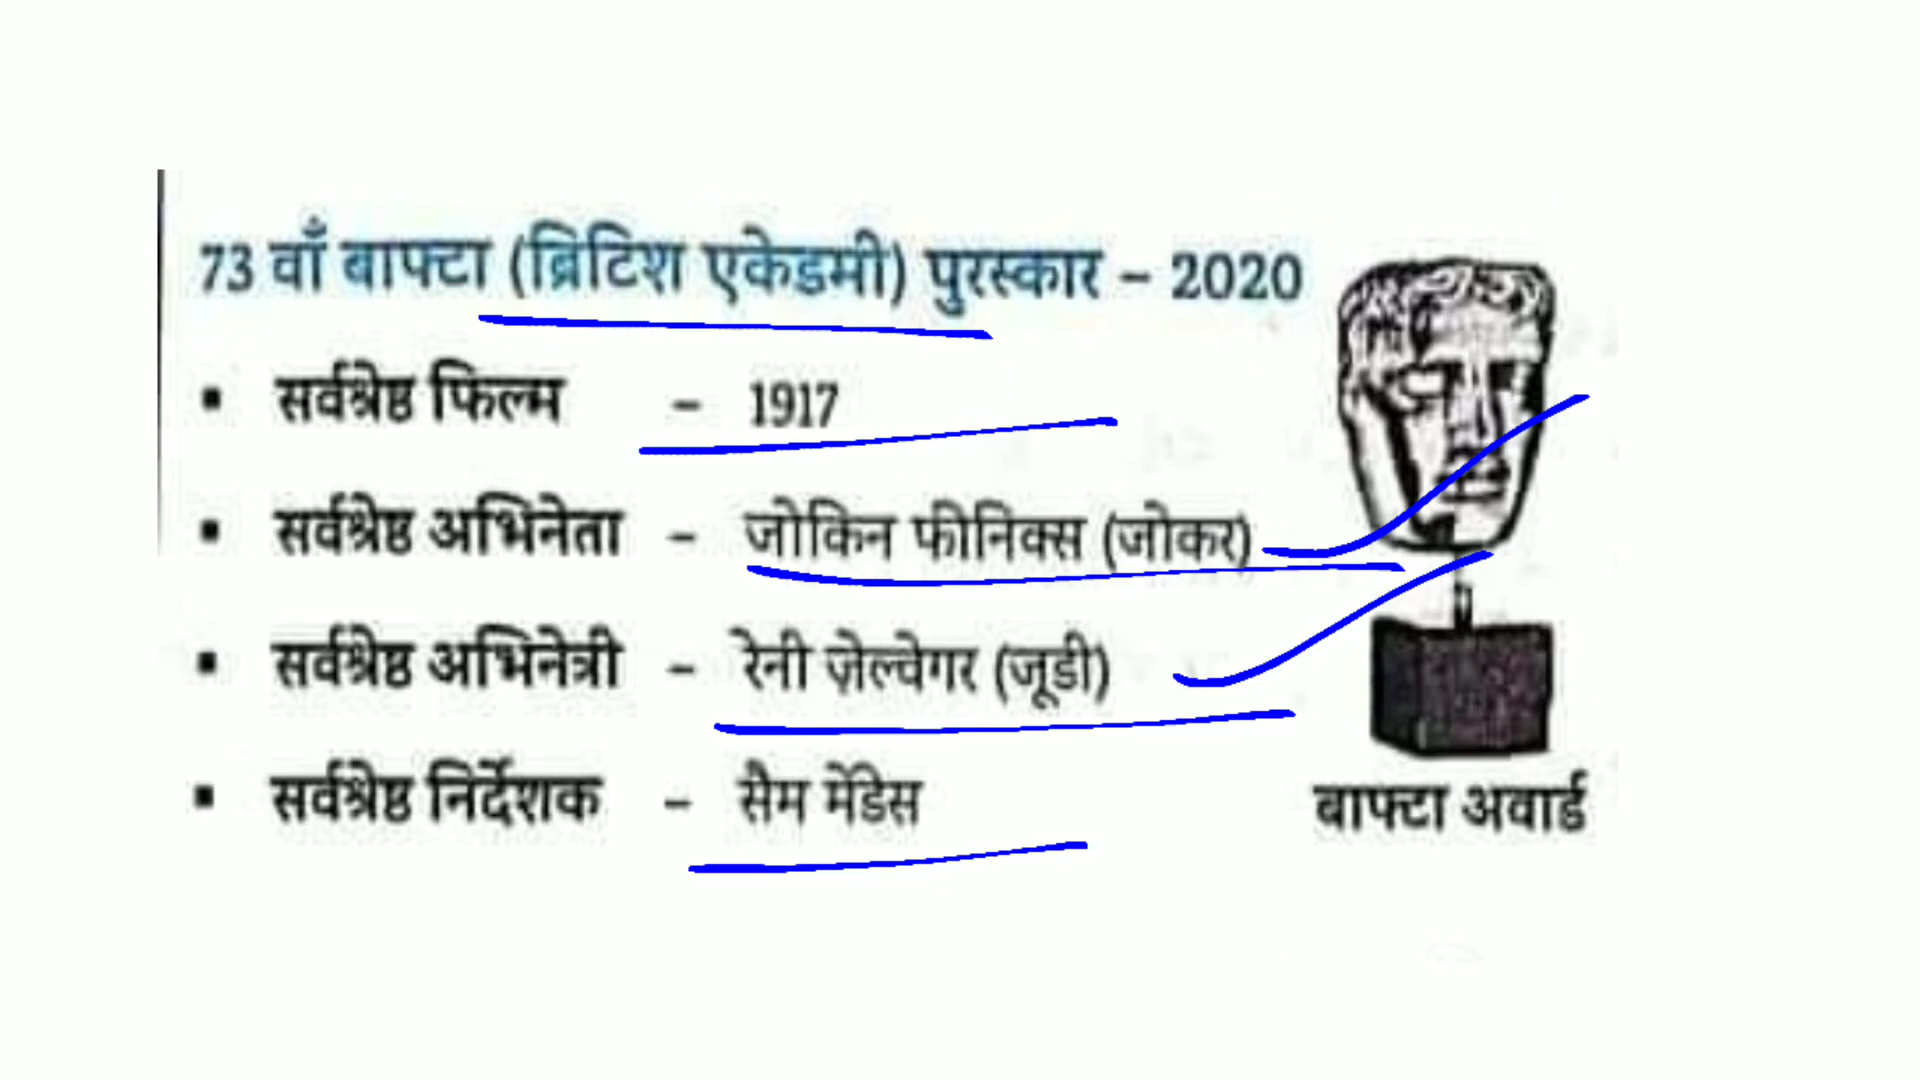 73 वाँ बाफ्टा (ब्रिटिश एकेडमी) पुरस्कार – 2020
▪ सर्वश्रेष्ठ फिल्म – 1917
▪ सर्वश्रेष्ठ अभिनेता – जोकिन फीनिक्स (जोकर)
▪ सर्वश्रेष्ठ अभिनेत्री – रेनी ज़ेल्वेगर (जूडी)
▪ सर्वश्रेष्ठ निर्देशक – सैम मेंडेस
बाफ्टा अवार्ड